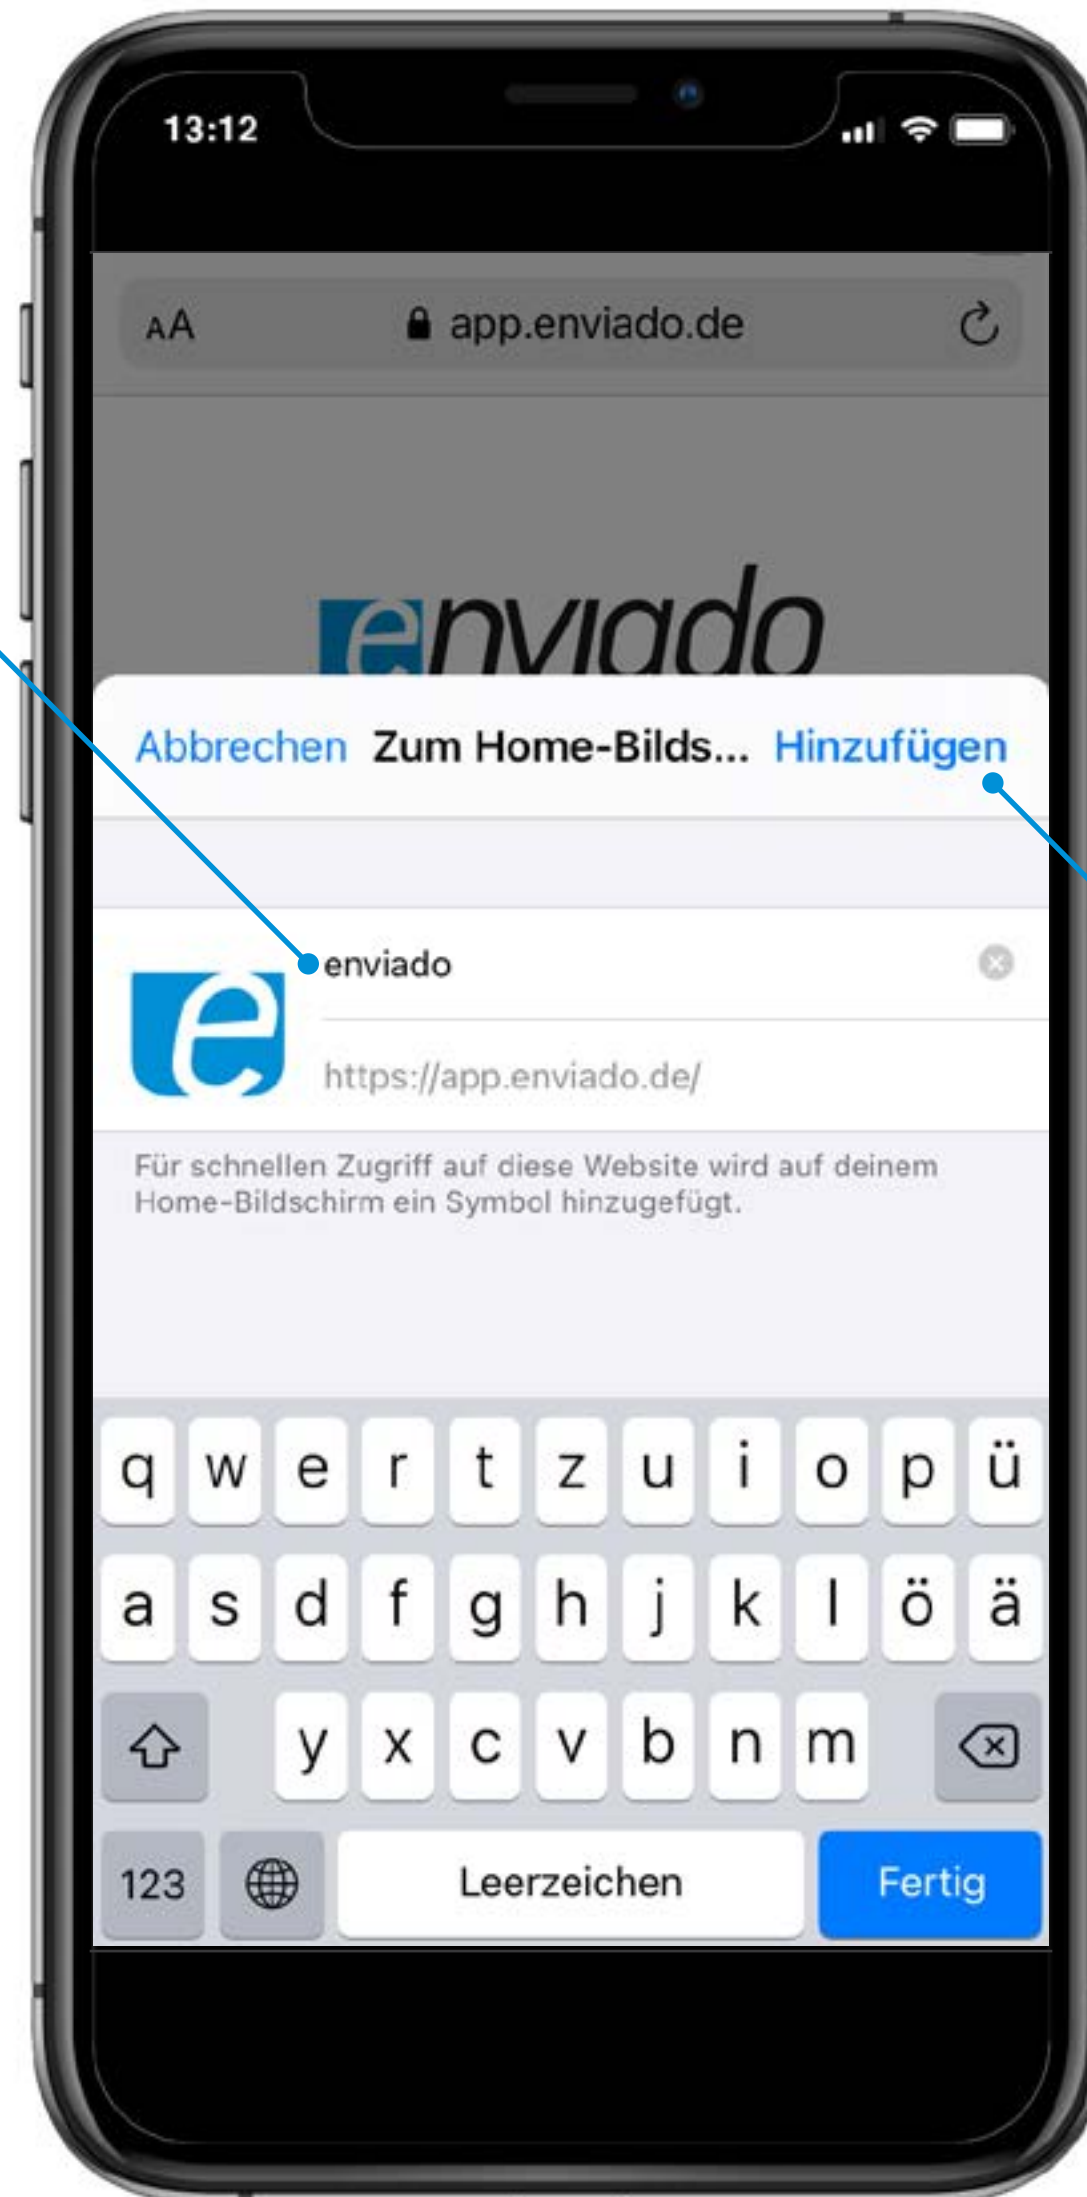 13:12
AA app.enviado.de
enviado
Abbrechen Zum Home-Bilds... Hinzufügen
e enviado
https://app.enviado.de/
Für schnellen Zugriff auf diese Website wird auf deinem
Home-Bildschirm ein Symbol hinzugefügt.
q w e r t z u i o p ü
a s d f g h j k l ö ä
y x c v b n m
123 Leerzeichen Fertig